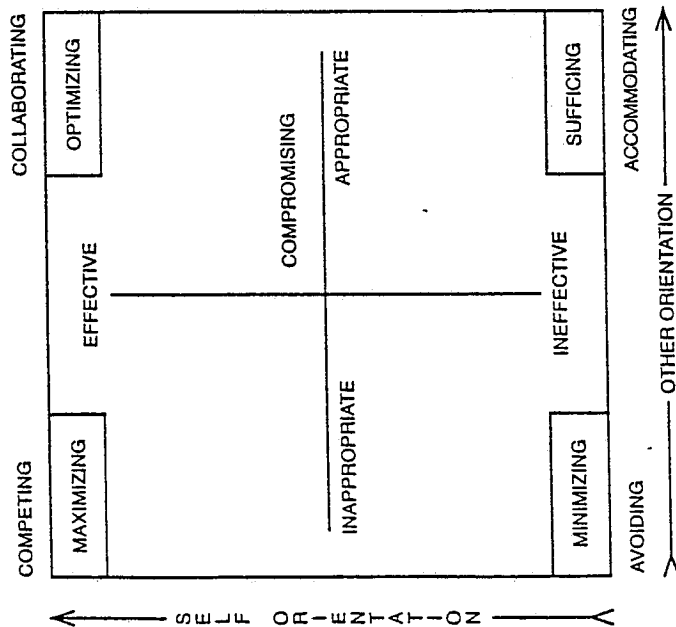 COMPETING
COLLABORATING
MAXIMIZING
OPTIMIZING
EFFECTIVE
COMPROMISING
INAPPROPRIATE
APPROPRIATE
INEFFECTIVE
MINIMIZING
SUFFICING
AVOIDING
ACCOMMODATING
SELF ORIENTATION
OTHER ORIENTATION